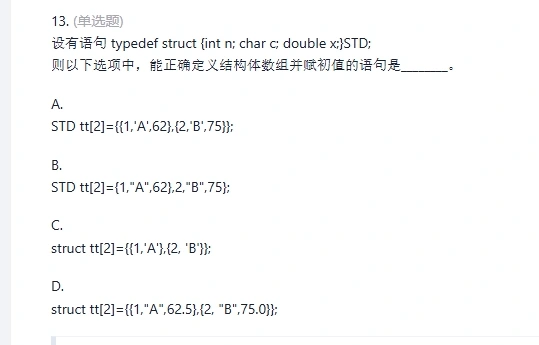 13. (单选题)
设有语句 typedef struct {int n; char c; double x;}STD;
则以下选项中，能正确定义结构体数组并赋初值的语句是________。
A.
STD tt[2]={{1,'A',62},{2,'B',75}};
B.
STD tt[2]={1,"A",62},2,"B",75};
C.
struct tt[2]={{1,'A'},{2, 'B'}};
D.
struct tt[2]={{1,"A",62.5},{2, "B",75.0}};